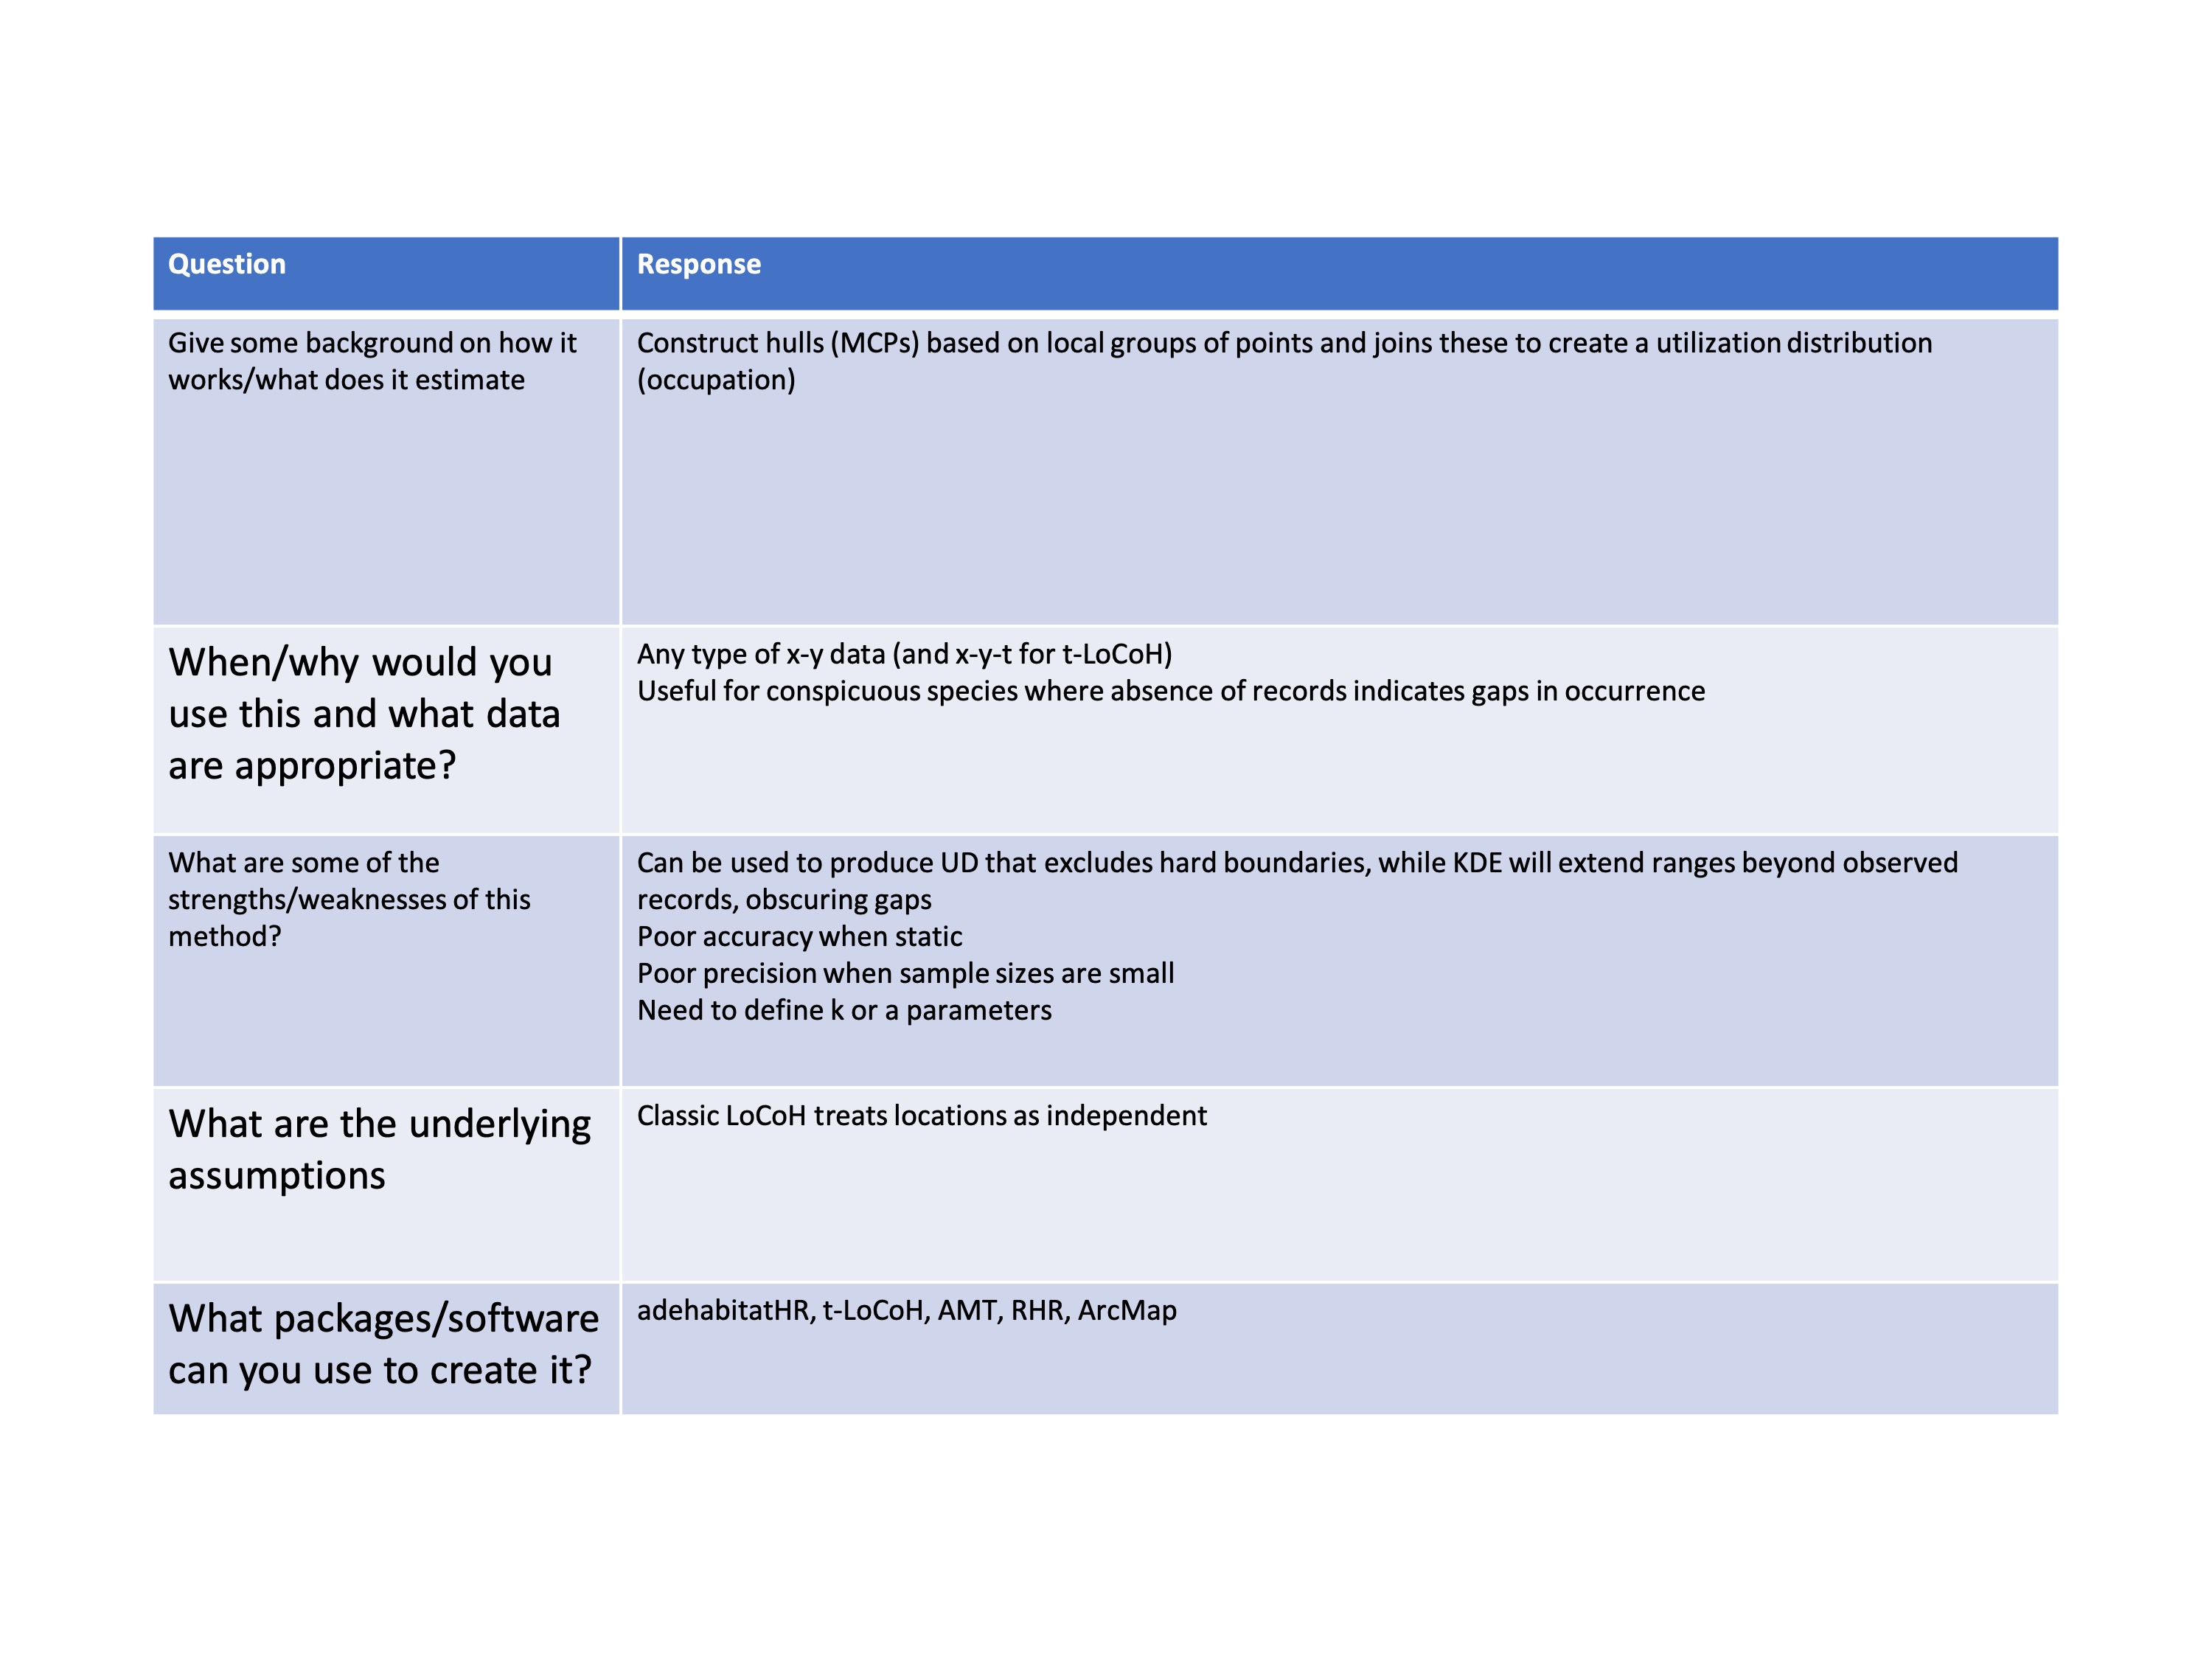 Question
Response
Give some background on how it
works/what does it estimate
Construct hulls (MCPs) based on local groups of points and joins these to create a utilization distribution
(occupation)
When/why would you
use this and what data
are appropriate?
Any type of x-y data (and x-y-t for t-LoCoH)
Useful for conspicuous species where absence of records indicates gaps in occurrence
What are some of the
strengths/weaknesses of this
method?
Can be used to produce UD that excludes hard boundaries, while KDE will extend ranges beyond observed
records, obscuring gaps
Poor accuracy when static
Poor precision when sample sizes are small
Need to define k or a parameters
What are the underlying
assumptions
Classic LoCoH treats locations as independent
What packages/software
can you use to create it?
adehabitatHR, t-LoCoH, AMT, RHR, ArcMap